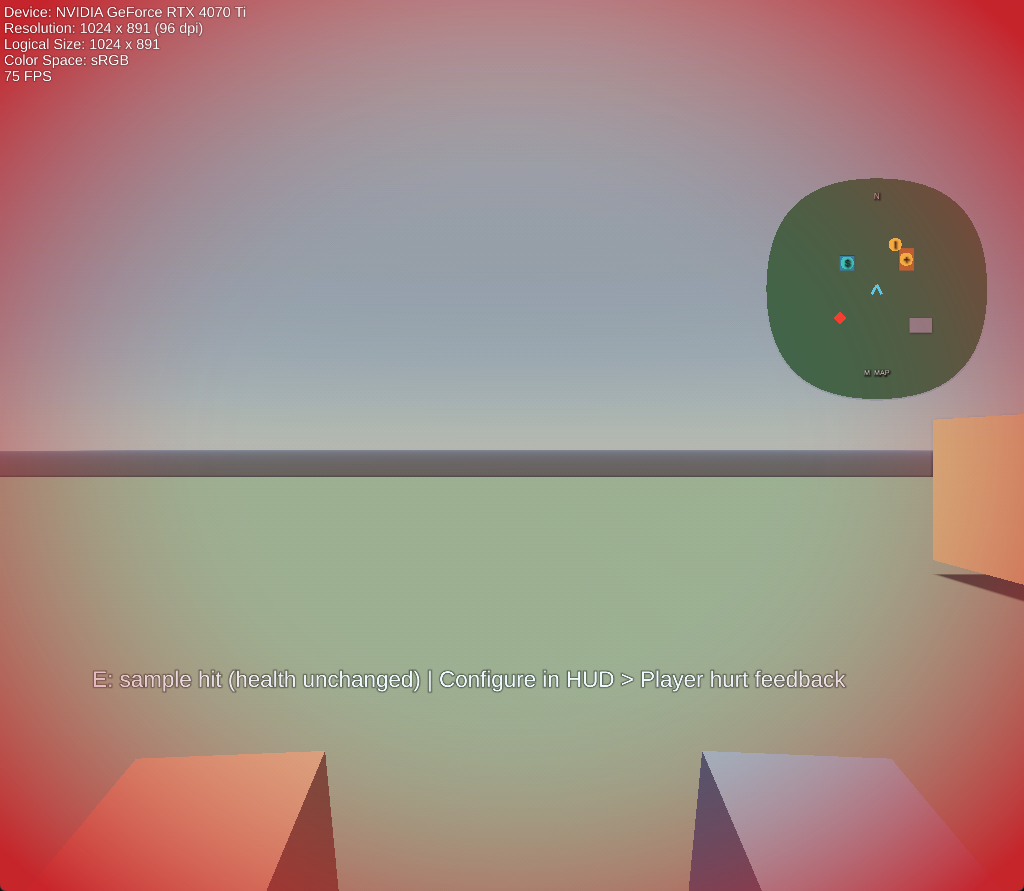 Device: NVIDIA GeForce RTX 4070 Ti
Resolution: 1024 x 891 (96 dpi)
Logical Size: 1024 x 891
Color Space: sRGB
75 FPS
N
$
M MAP
E: sample hit (health unchanged) | Configure in HUD > Player hurt feedback